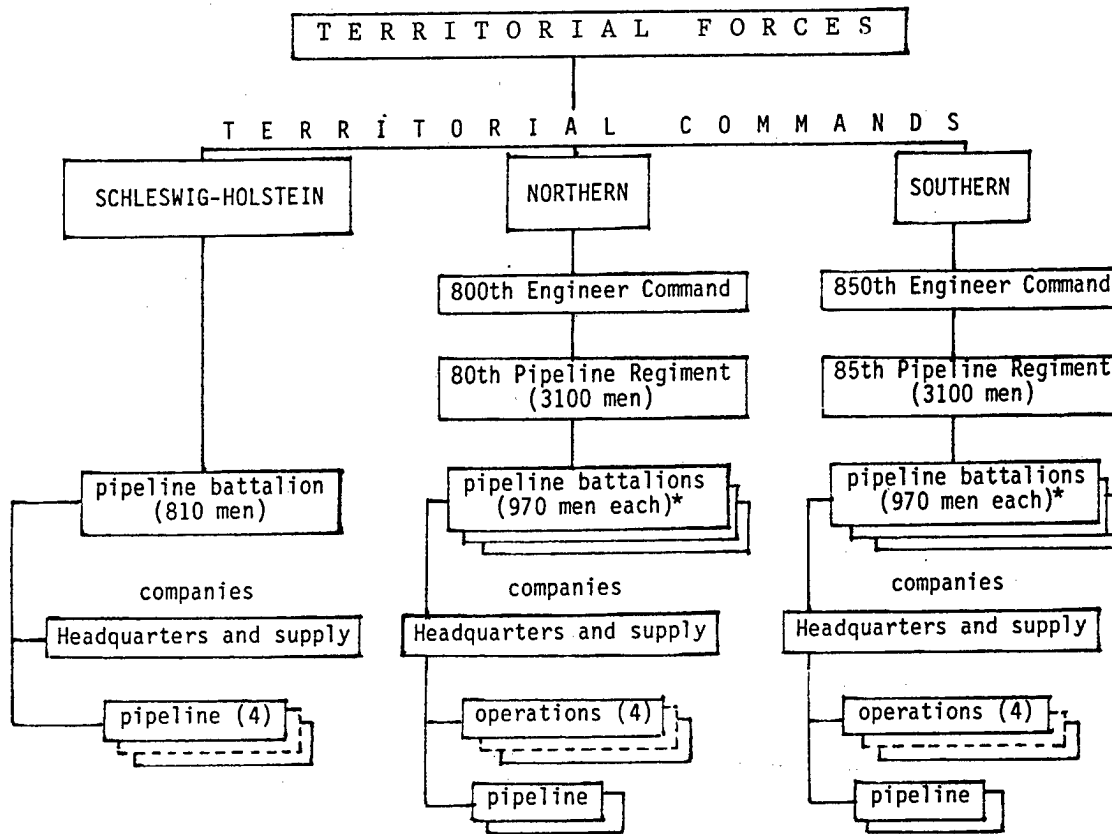 TERRITORIAL FORCES
TERRITORIAL COMMANDS
SCHLESWIG-HOLSTEIN
NORTHERN
SOUTHERN
800th Engineer Command
850th Engineer Command
80th Pipeline Regiment
(3100 men)
85th Pipeline Regiment
(3100 men)
pipeline battalion
(810 men)
pipeline battalions
(970 men each)*
pipeline battalions
(970 men each)*
companies
companies
companies
Headquarters and supply
Headquarters and supply
Headquarters and supply
pipeline (4)
operations (4)
operations (4)
pipeline
pipeline